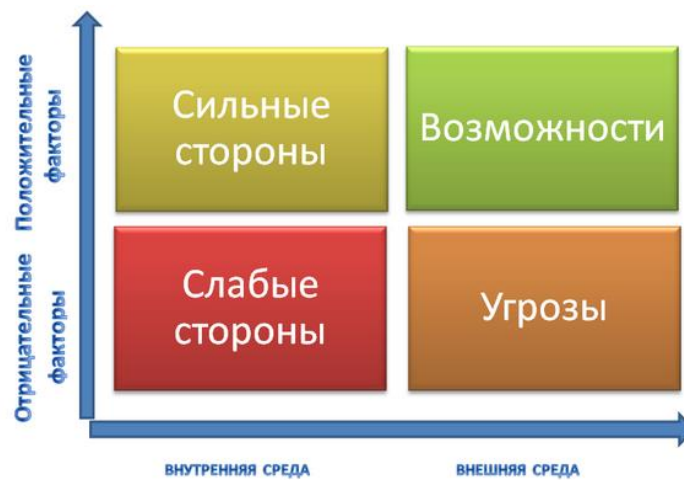 Положительные
факторы
Сильные
стороны
Возможности
Отрицательные
факторы
Слабые
стороны
Угрозы
ВНУТРЕННЯЯ СРЕДА
ВНЕШНЯЯ СРЕДА